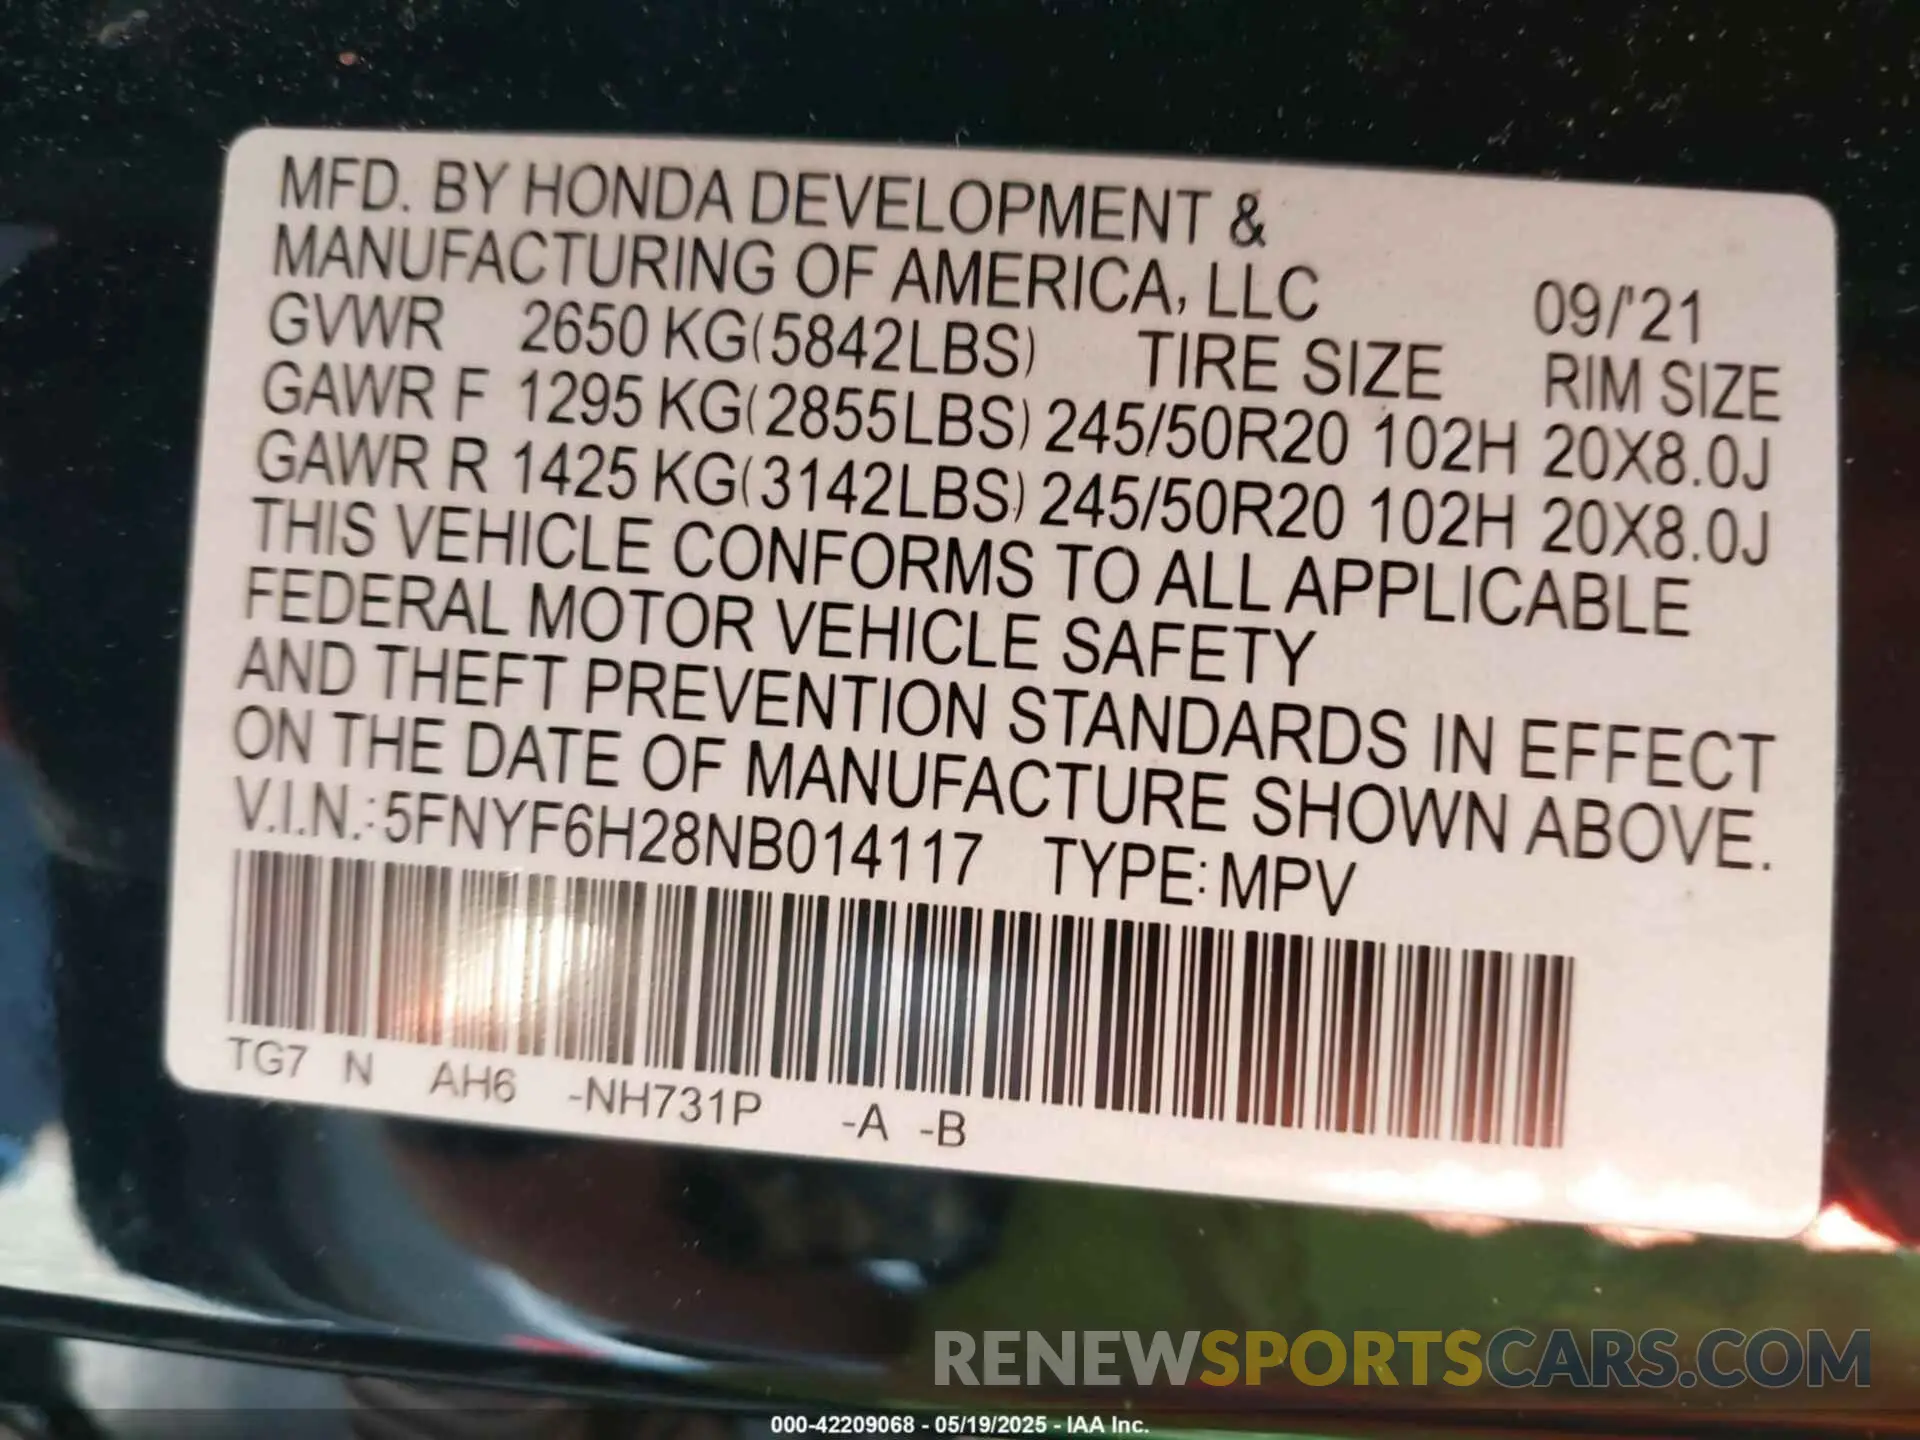 MFD. BY HONDA DEVELOPMENT &
MANUFACTURING OF AMERICA, LLC 09/'21
GVWR 2650 KG(5842LBS) TIRE SIZE RIM SIZE
GAWR F 1295 KG(2855LBS) 245/50R20 102H 20X8.0J
GAWR R 1425 KG(3142LBS) 245/50R20 102H 20X8.0J
THIS VEHICLE CONFORMS TO ALL APPLICABLE
FEDERAL MOTOR VEHICLE SAFETY
AND THEFT PREVENTION STANDARDS IN EFFECT
ON THE DATE OF MANUFACTURE SHOWN ABOVE.
V.I.N.: 5FNYF6H28NB014117 TYPE: MPV
TG7 N AH6 -NH731P -A -B
RENEWSPORTSCARS.COM
000-42209068 - 05/19/2025 - IAA Inc.